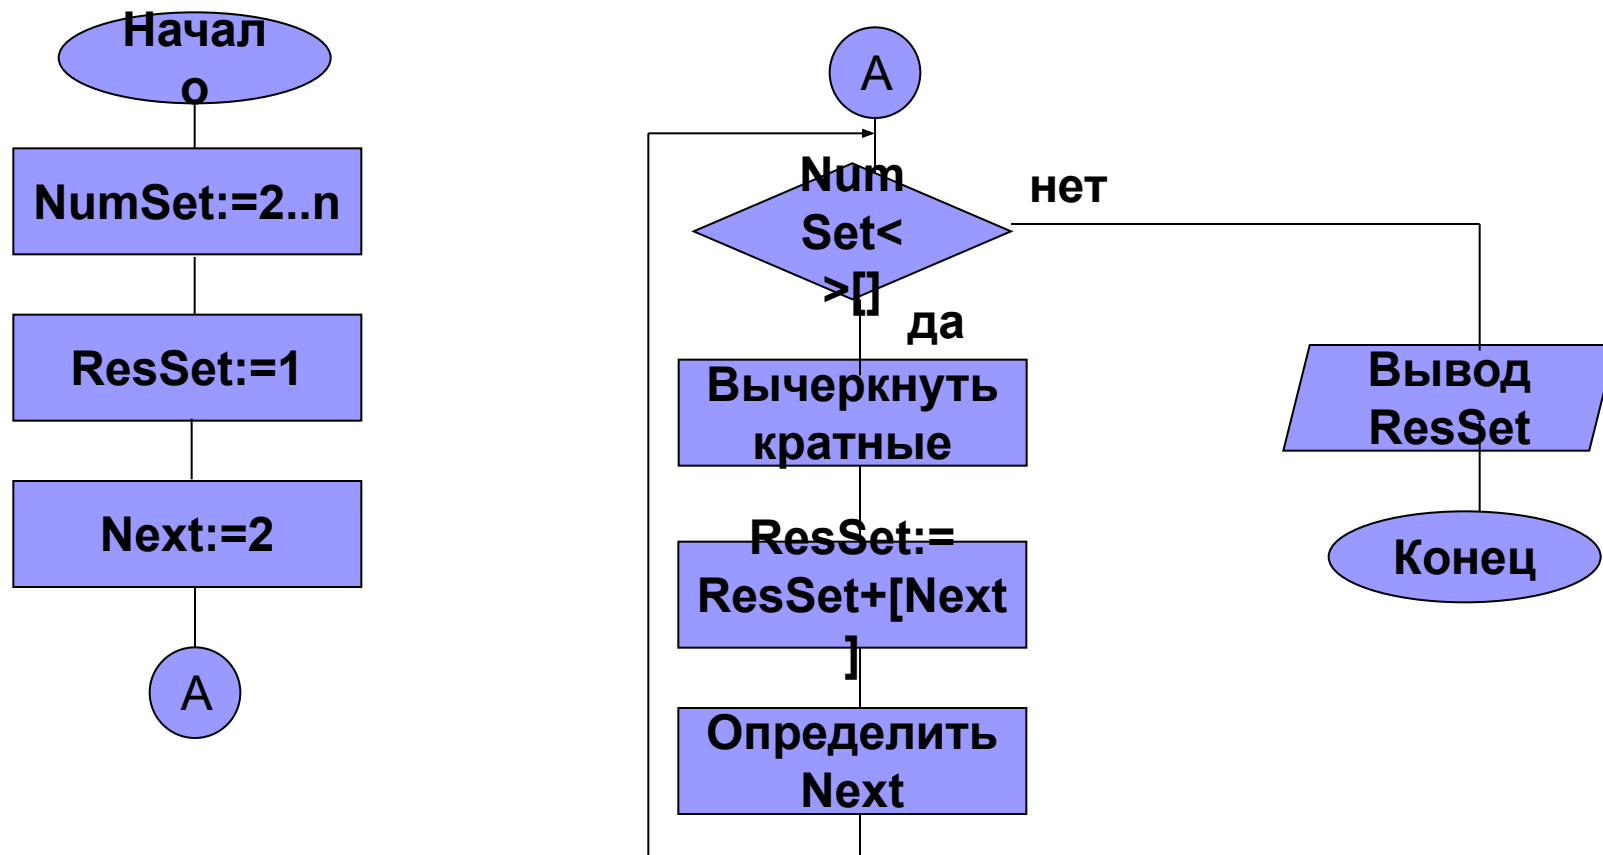 Начал
о
NumSet:=2..n
ResSet:=1
Next:=2
А
А
Num
Set<
>[]
нет
да
Вычеркнуть
кратные
ResSet:=
ResSet+[Next
]
Определить
Next
Вывод
ResSet
Конец